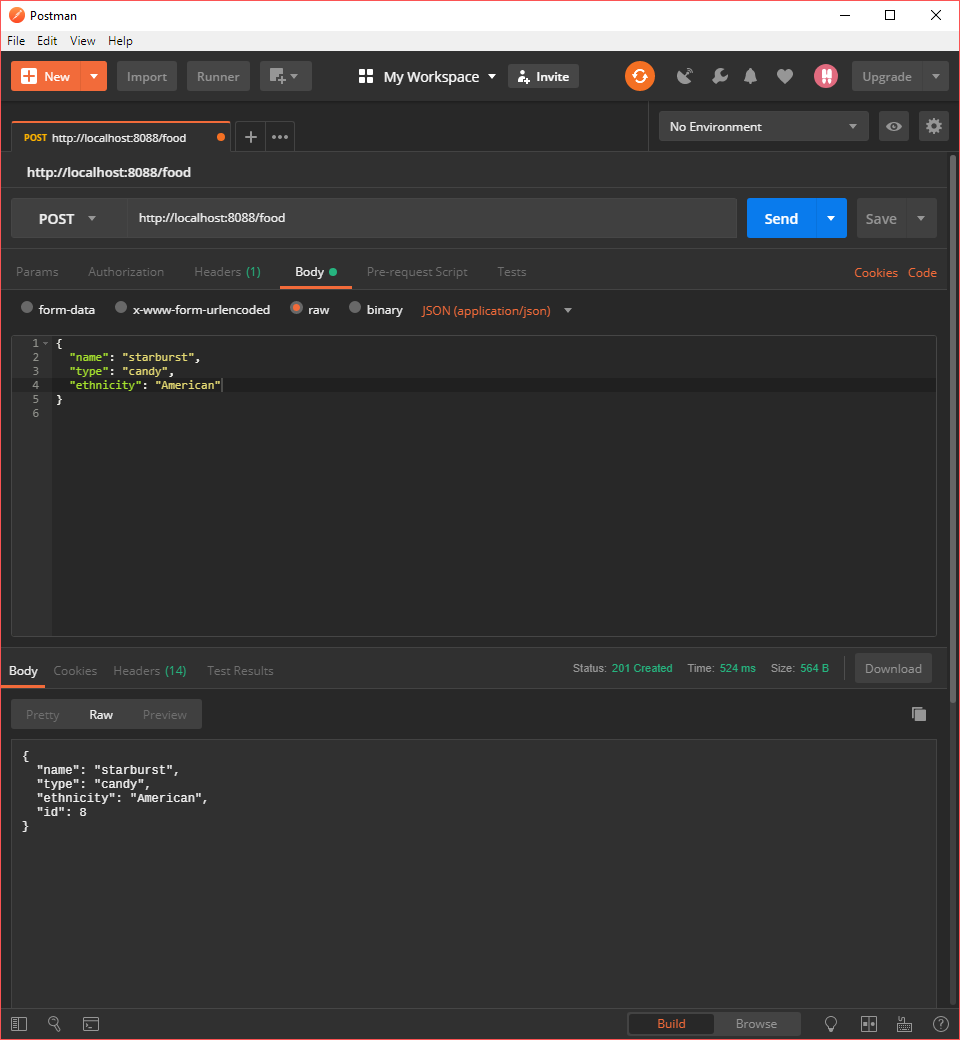 Postman
File Edit View Help
New Import Runner My Workspace Invite Upgrade
POST http://localhost:8088/food No Environment
http://localhost:8088/food
POST http://localhost:8088/food Send Save
Params Authorization Headers (1) Body Pre-request Script Tests Cookies Code
form-data x-www-form-urlencoded raw binary JSON (application/json)
1 {
2 "name": "starburst",
3 "type": "candy",
4 "ethnicity": "American"
5 }
6
Body Cookies Headers (14) Test Results Status: 201 Created Time: 524 ms Size: 564 B Download
Pretty Raw Preview
{
"name": "starburst",
"type": "candy",
"ethnicity": "American",
"id": 8
}
Build Browse